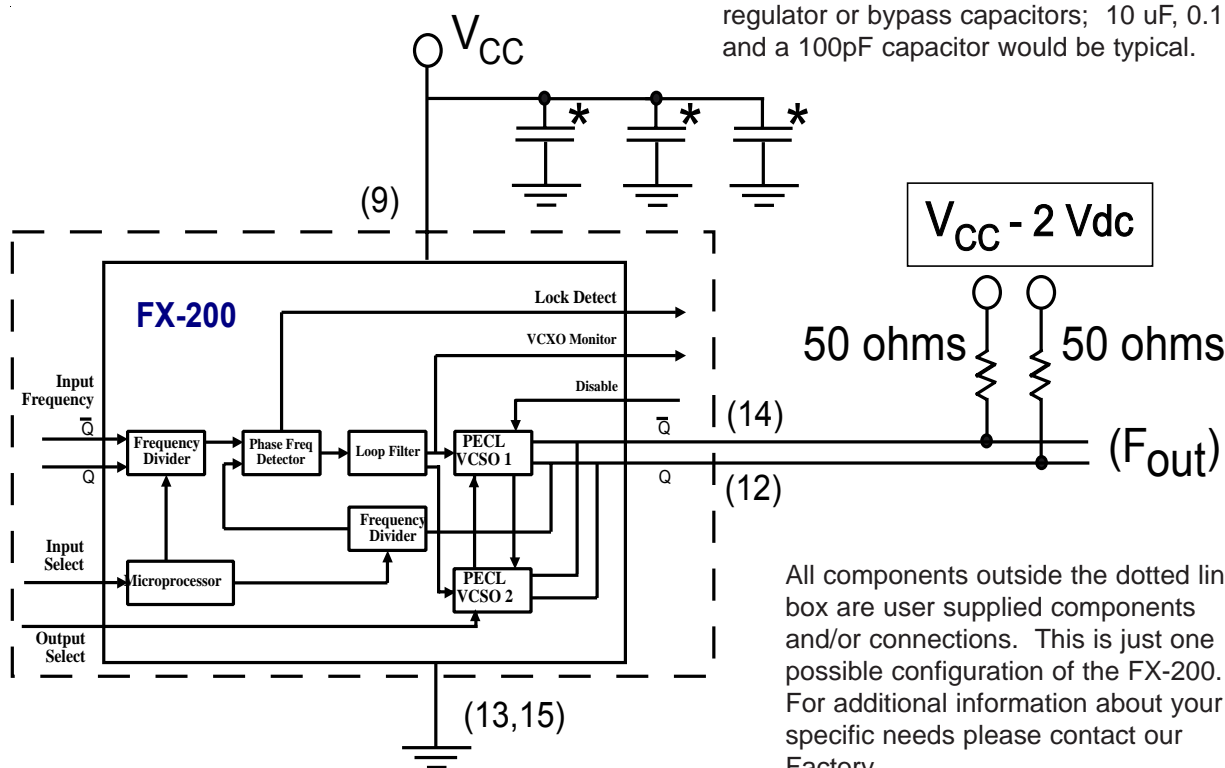 regulator or bypass capacitors; 10 uF, 0.1
and a 100pF capacitor would be typical.
VCC
* * *
(9)
VCC - 2 Vdc
50 ohms 50 ohms
FX-200
Lock Detect
VCXO Monitor
Disable
Input
Frequency
Q̅
Q
Frequency
Divider
Phase Freq
Detector
Loop Filter
PECL
VCSO 1
Q̅
(14)
Q
(12)
(Fout)
Frequency
Divider
Input
Select
Microprocessor
PECL
VCSO 2
Output
Select
(13,15)
All components outside the dotted lin
box are user supplied components
and/or connections. This is just one
possible configuration of the FX-200.
For additional information about your
specific needs please contact our
Factory